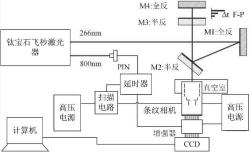 M4:全反
M3:半反
Δt F-P
M1:全反
钛宝石飞秒激光器
266nm
800nm
PIN
M2:半反
延时器
真空室
高压电源
扫描电路
条纹相机
高压电源
计算机
增强器
CCD